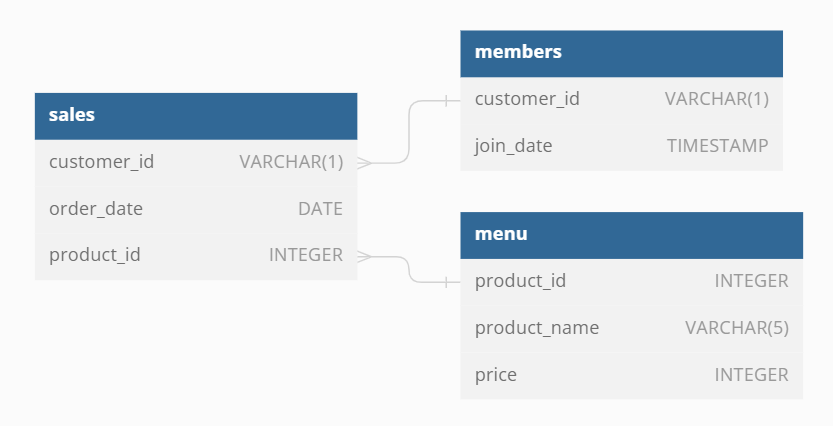 sales
customer_id VARCHAR(1)
order_date DATE
product_id INTEGER
members
customer_id VARCHAR(1)
join_date TIMESTAMP
menu
product_id INTEGER
product_name VARCHAR(5)
price INTEGER